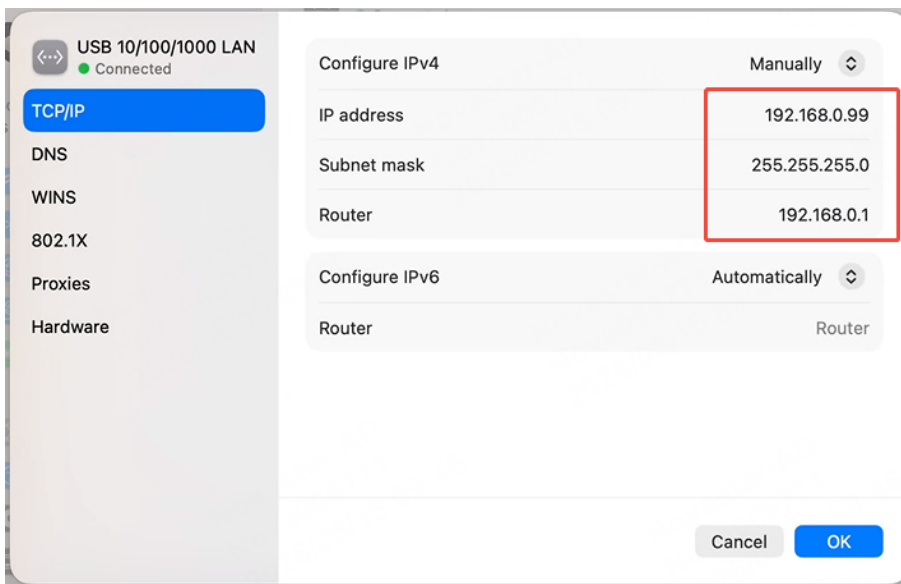 USB 10/100/1000 LAN
Connected
TCP/IP
DNS
WINS
802.1X
Proxies
Hardware
Configure IPv4 Manually
IP address 192.168.0.99
Subnet mask 255.255.255.0
Router 192.168.0.1
Configure IPv6 Automatically
Router Router
Cancel OK